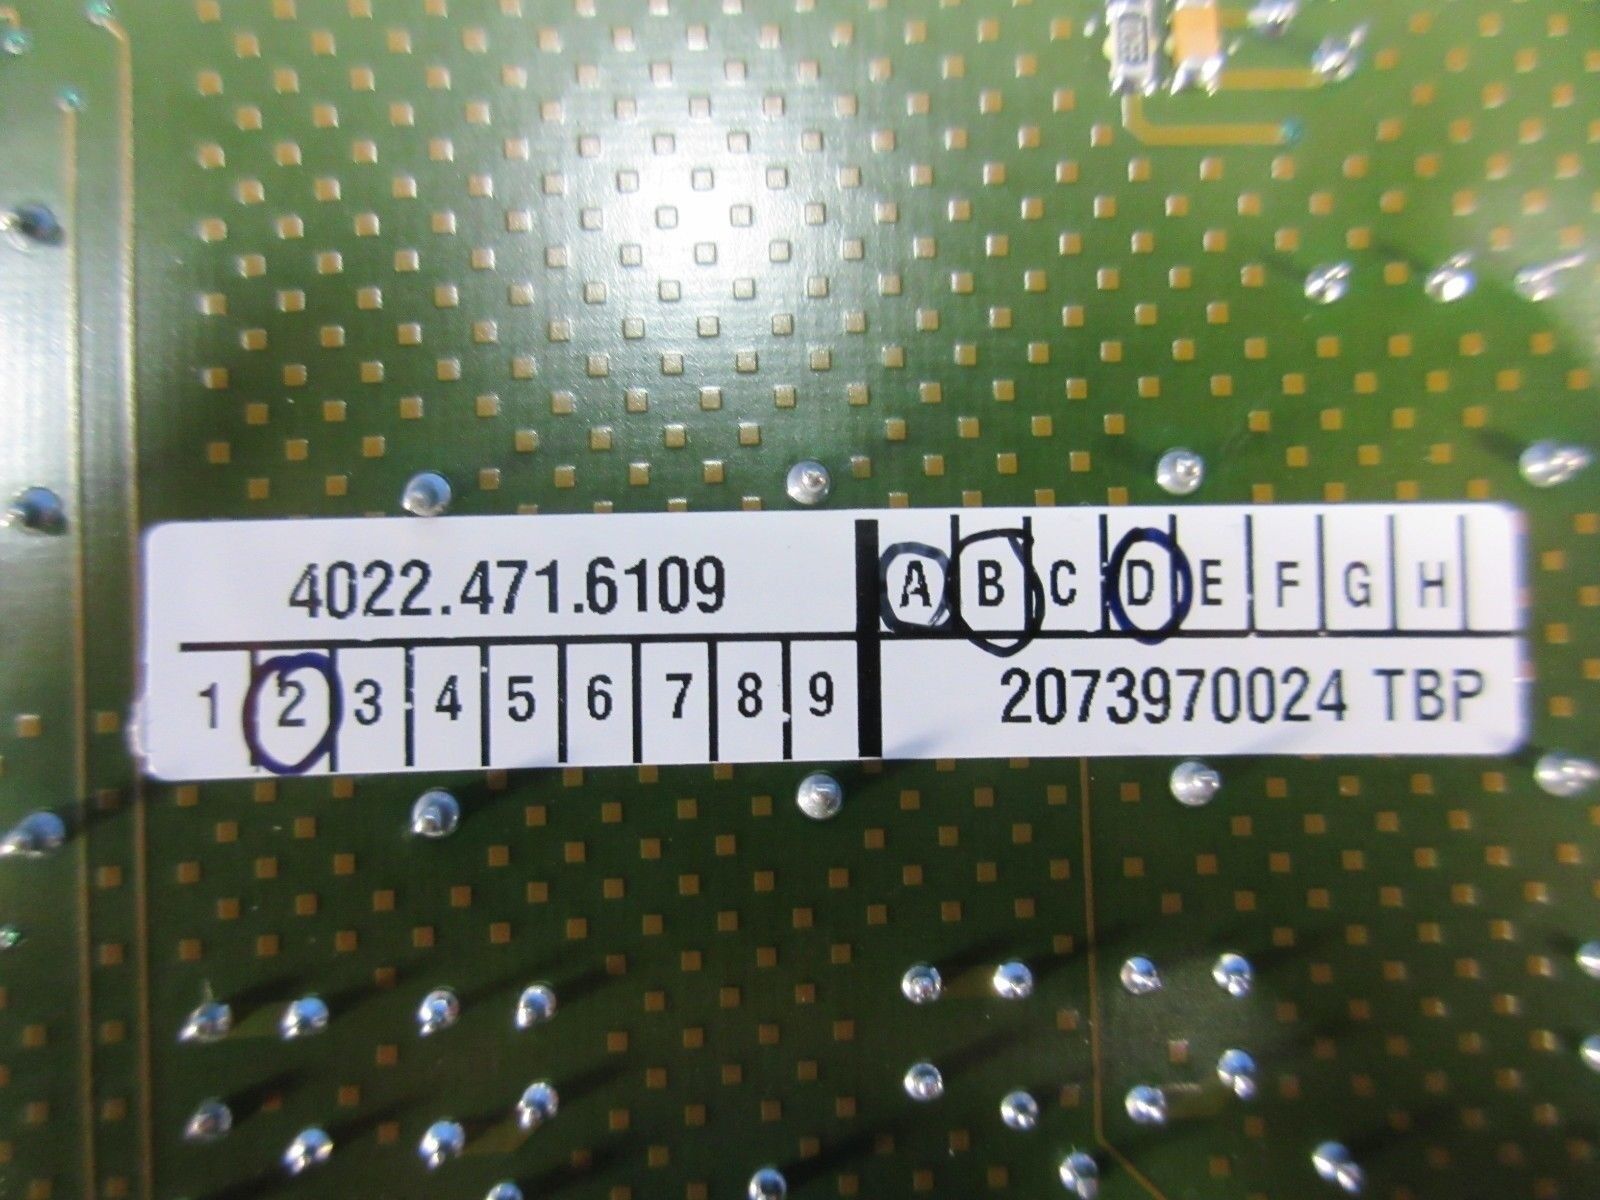 4022.471.6109
A B C D E F G H
1 2 3 4 5 6 7 8 9
2073970024 TBP